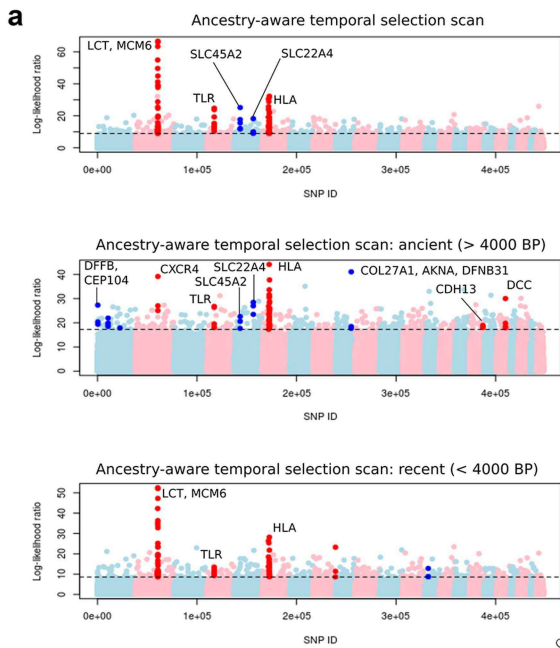 a
Ancestry-aware temporal selection scan
LCT, MCM6
SLC45A2
SLC22A4
TLR
HLA
Log-likelihood ratio
0
20
40
60
0e+00
1e+05
2e+05
3e+05
4e+05
SNP ID
Ancestry-aware temporal selection scan: ancient (> 4000 BP)
DFFB,
CEP104
CXCR4
SLC22A4
HLA
COL27A1, AKNA, DFNB31
SLC45A2
TLR
CDH13
DCC
Log-likelihood ratio
0
10
20
30
40
0e+00
1e+05
2e+05
3e+05
4e+05
SNP ID
Ancestry-aware temporal selection scan: recent (< 4000 BP)
LCT, MCM6
HLA
TLR
Log-likelihood ratio
0
10
20
30
40
50
0e+00
1e+05
2e+05
3e+05
4e+05
SNP ID